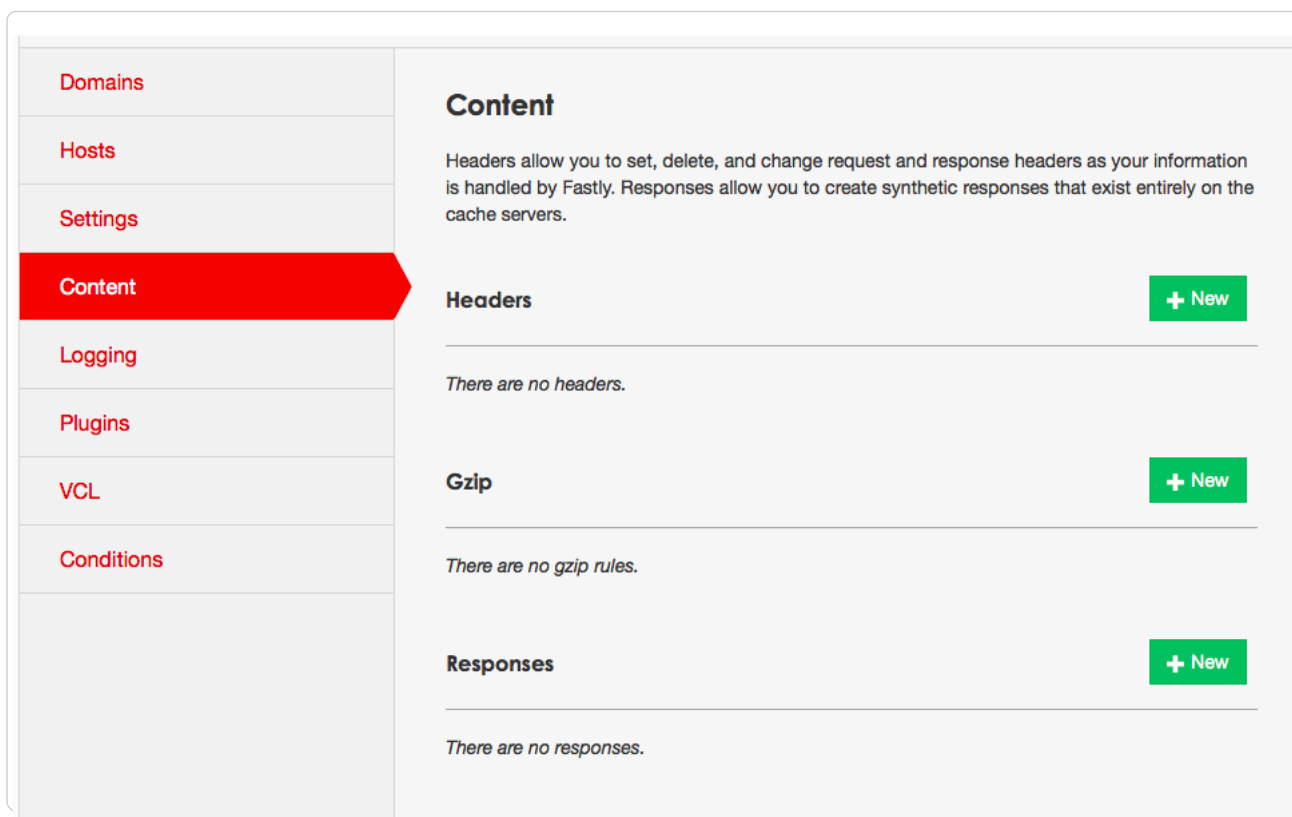 Domains
Hosts
Settings
Content
Logging
Plugins
VCL
Conditions
Content
Headers allow you to set, delete, and change request and response headers as your information
is handled by Fastly. Responses allow you to create synthetic responses that exist entirely on the
cache servers.
Headers
+ New
There are no headers.
Gzip
+ New
There are no gzip rules.
Responses
+ New
There are no responses.